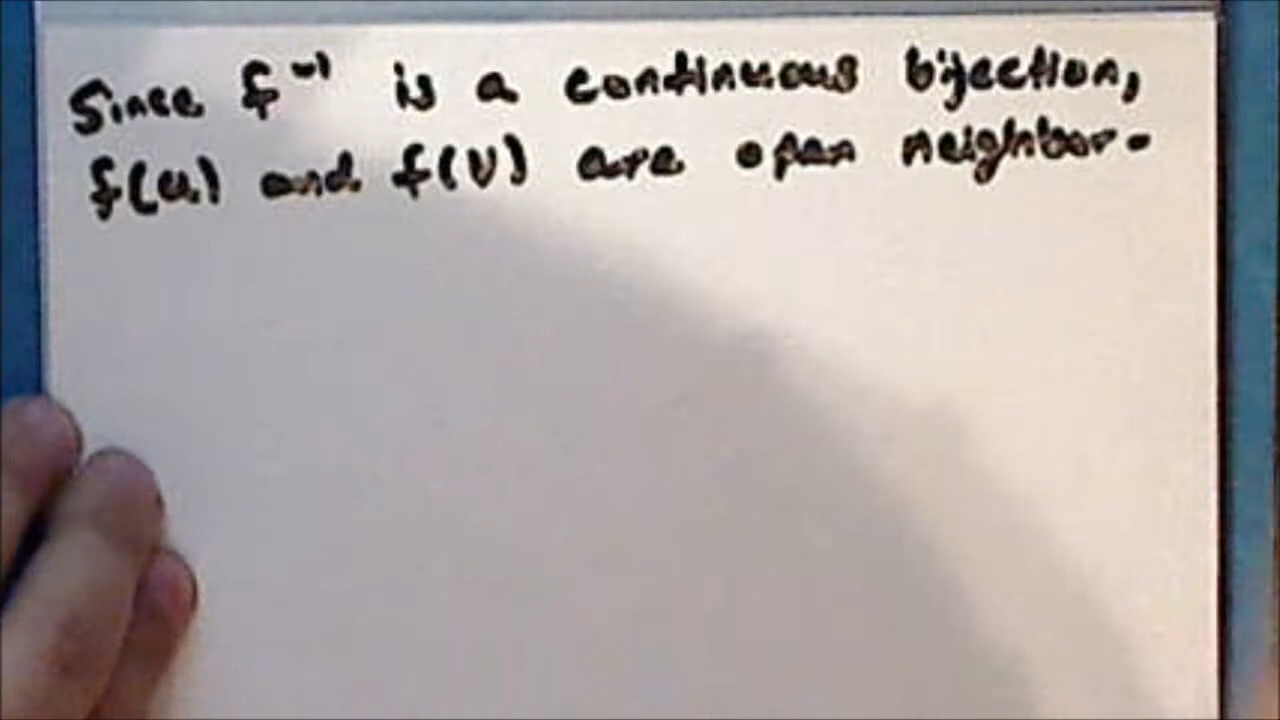 Since f⁻¹ is a continuous bijection,
f(U) and f(V) are open neighbor-